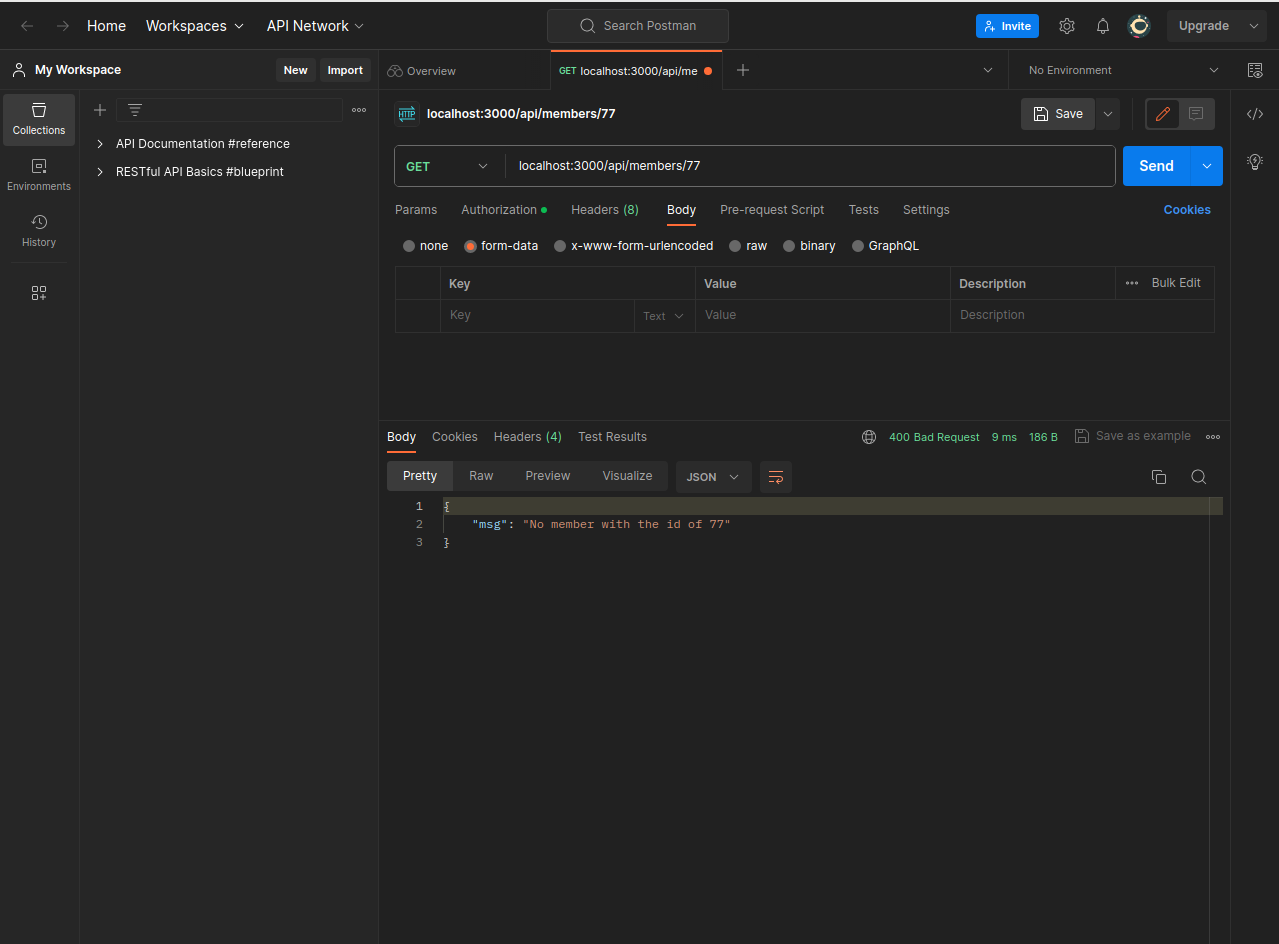 Home Workspaces API Network Search Postman Invite Upgrade
My Workspace New Import Overview GET localhost:3000/api/me No Environment
Collections
Environments
History
API Documentation #reference
RESTful API Basics #blueprint
HTTP localhost:3000/api/members/77 Save
GET localhost:3000/api/members/77 Send
Params Authorization Headers (8) Body Pre-request Script Tests Settings Cookies
none form-data x-www-form-urlencoded raw binary GraphQL
Key Value Description Bulk Edit
Key Text Value Description
Body Cookies Headers (4) Test Results 400 Bad Request 9 ms 186 B Save as example
Pretty Raw Preview Visualize JSON
1 {
2 "msg": "No member with the id of 77"
3 }